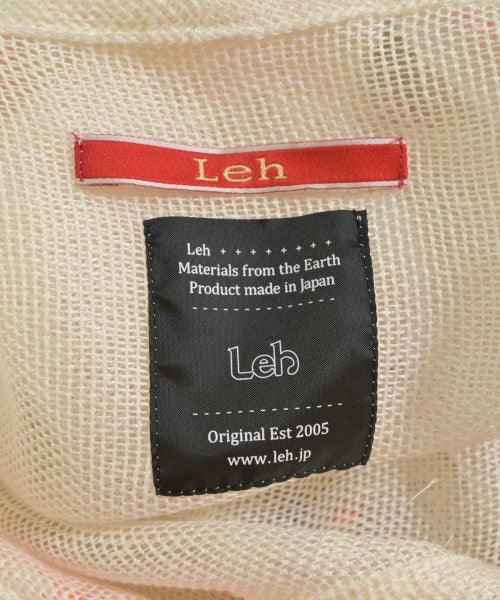 Leh
Leh + + + + + + + +
Materials from the Earth
Product made in Japan
Leh
Original Est 2005
www.leh.jp